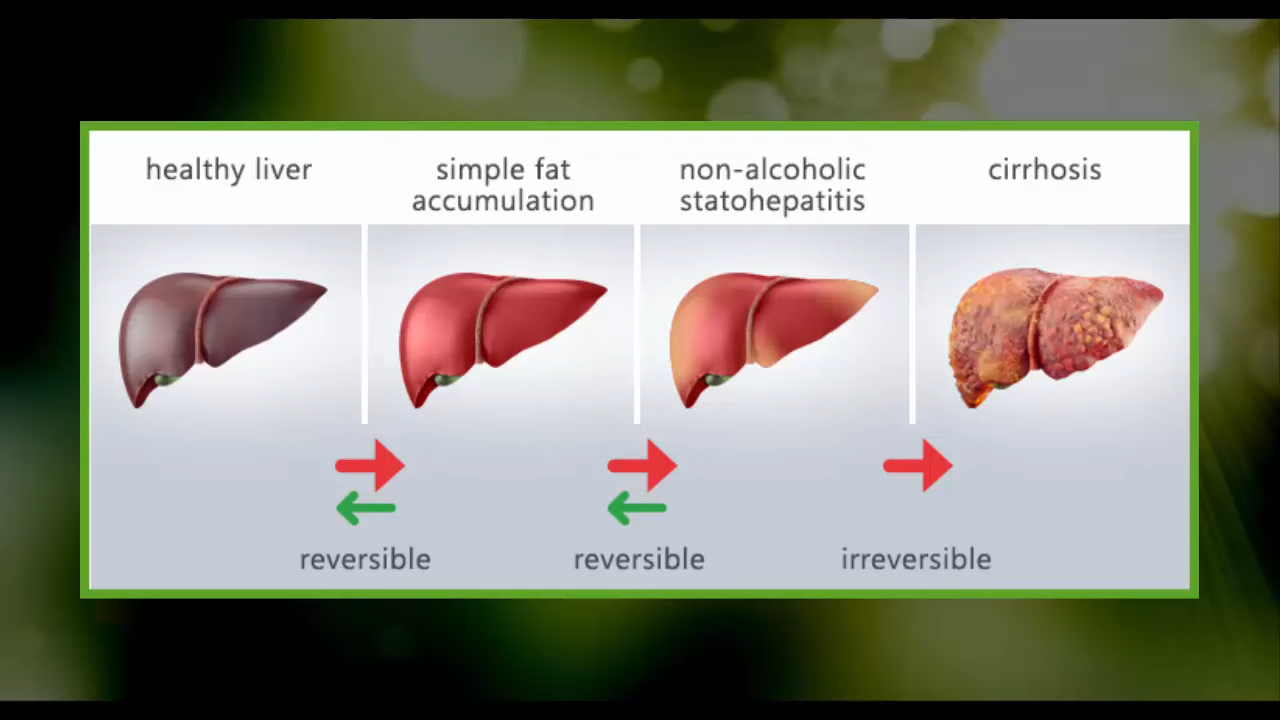 healthy liver
simple fat
accumulation
non-alcoholic
statohepatitis
cirrhosis
reversible
reversible
irreversible